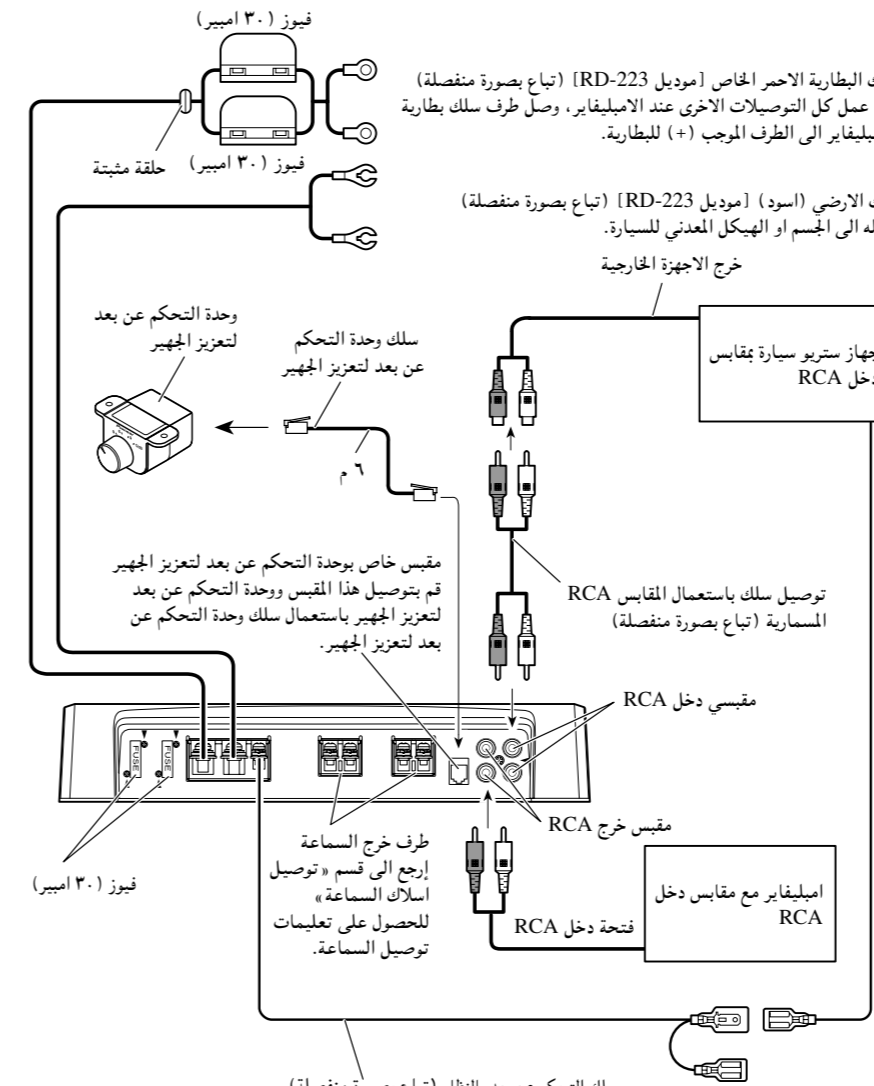 فيوز (٣٠ امبير)
البطارية الاحمر الخاص [موديل RD-223] (تباع بصورة منفصلة)
عمل كل التوصيلات الاخرى عند الامبليفاير، وصل طرف سلك بطارية
الى الطرف الموجب (+) للبطارية.
فيوز (٣٠ امبير)
حلقة مثبتة
الارضي (اسود) [موديل RD-223] (تباع بصورة منفصلة)
الى الجسم او الهيكل المعدني للسيارة.
خرج الاجهزة الخارجية
وحدة التحكم عن بعد
لتعزيز الجهير
سلك وحدة التحكم
عن بعد لتعزيز الجهير
ستريو سيارة بمقابس
RCA
٦ م
مقبس خاص بوحدة التحكم عن بعد لتعزيز الجهير
قم بتوصيل هذا المقبس ووحدة التحكم عن بعد
لتعزيز الجهير باستعمال سلك وحدة التحكم عن
بعد لتعزيز الجهير.
توصيل سلك باستعمال المقابس RCA
المسمارية (تباع بصورة منفصلة)
مقبسي دخل RCA
FUSE
FUSE
مقبس خرج RCA
فيوز (٣٠ امبير)
طرف خرج السماعة
إرجع الى قسم «توصيل
اسلاك السماعة»
للحصول على تعليمات
توصيل السماعة.
امبليفاير مع مقابس دخل
RCA
فتحة دخل RCA